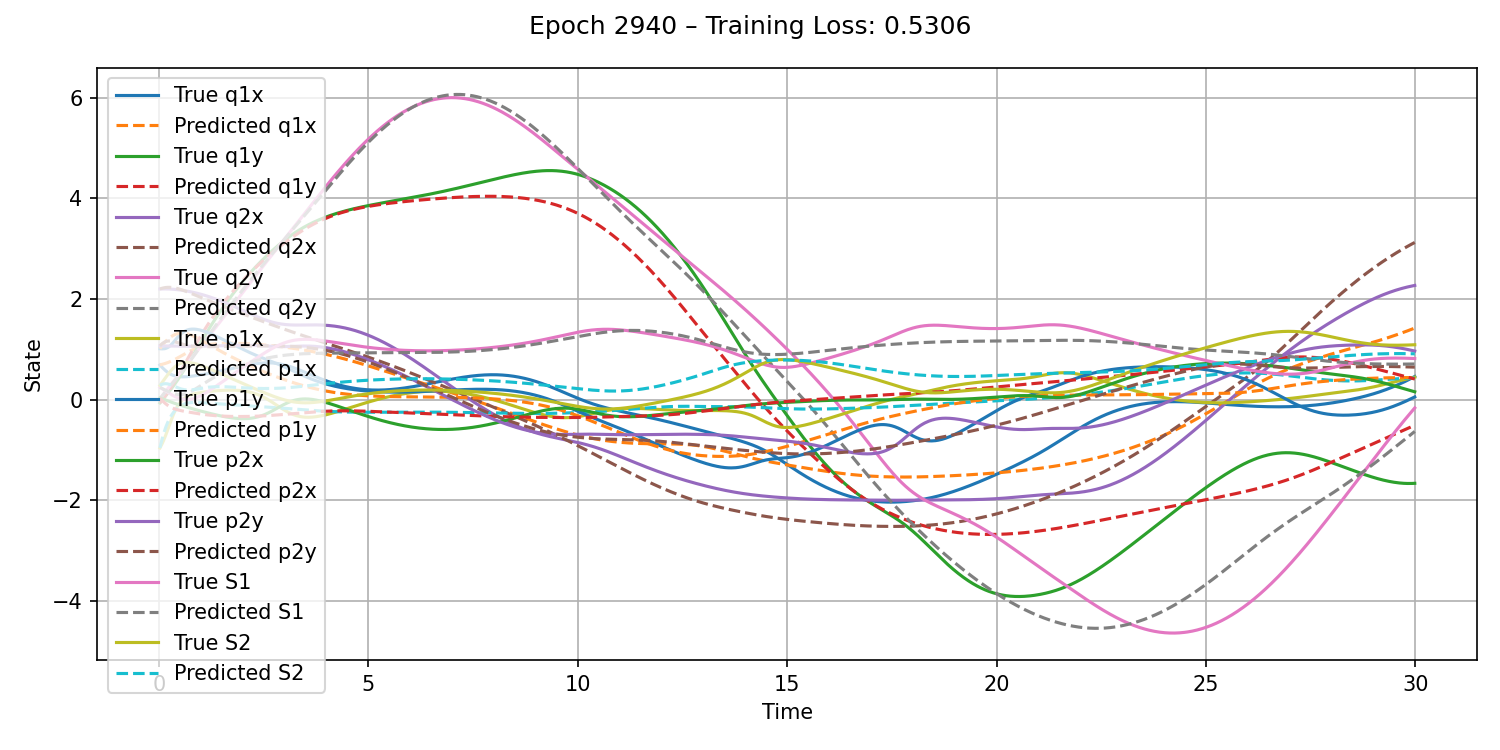 Epoch 2940 – Training Loss: 0.5306
True q1x
Predicted q1x
True q1y
Predicted q1y
True q2x
Predicted q2x
True q2y
Predicted q2y
True p1x
Predicted p1x
True p1y
Predicted p1y
True p2x
Predicted p2x
True p2y
Predicted p2y
True S1
Predicted S1
True S2
Predicted S2
6
4
2
0
−2
−4
State
0 5 10 15 20 25 30
Time